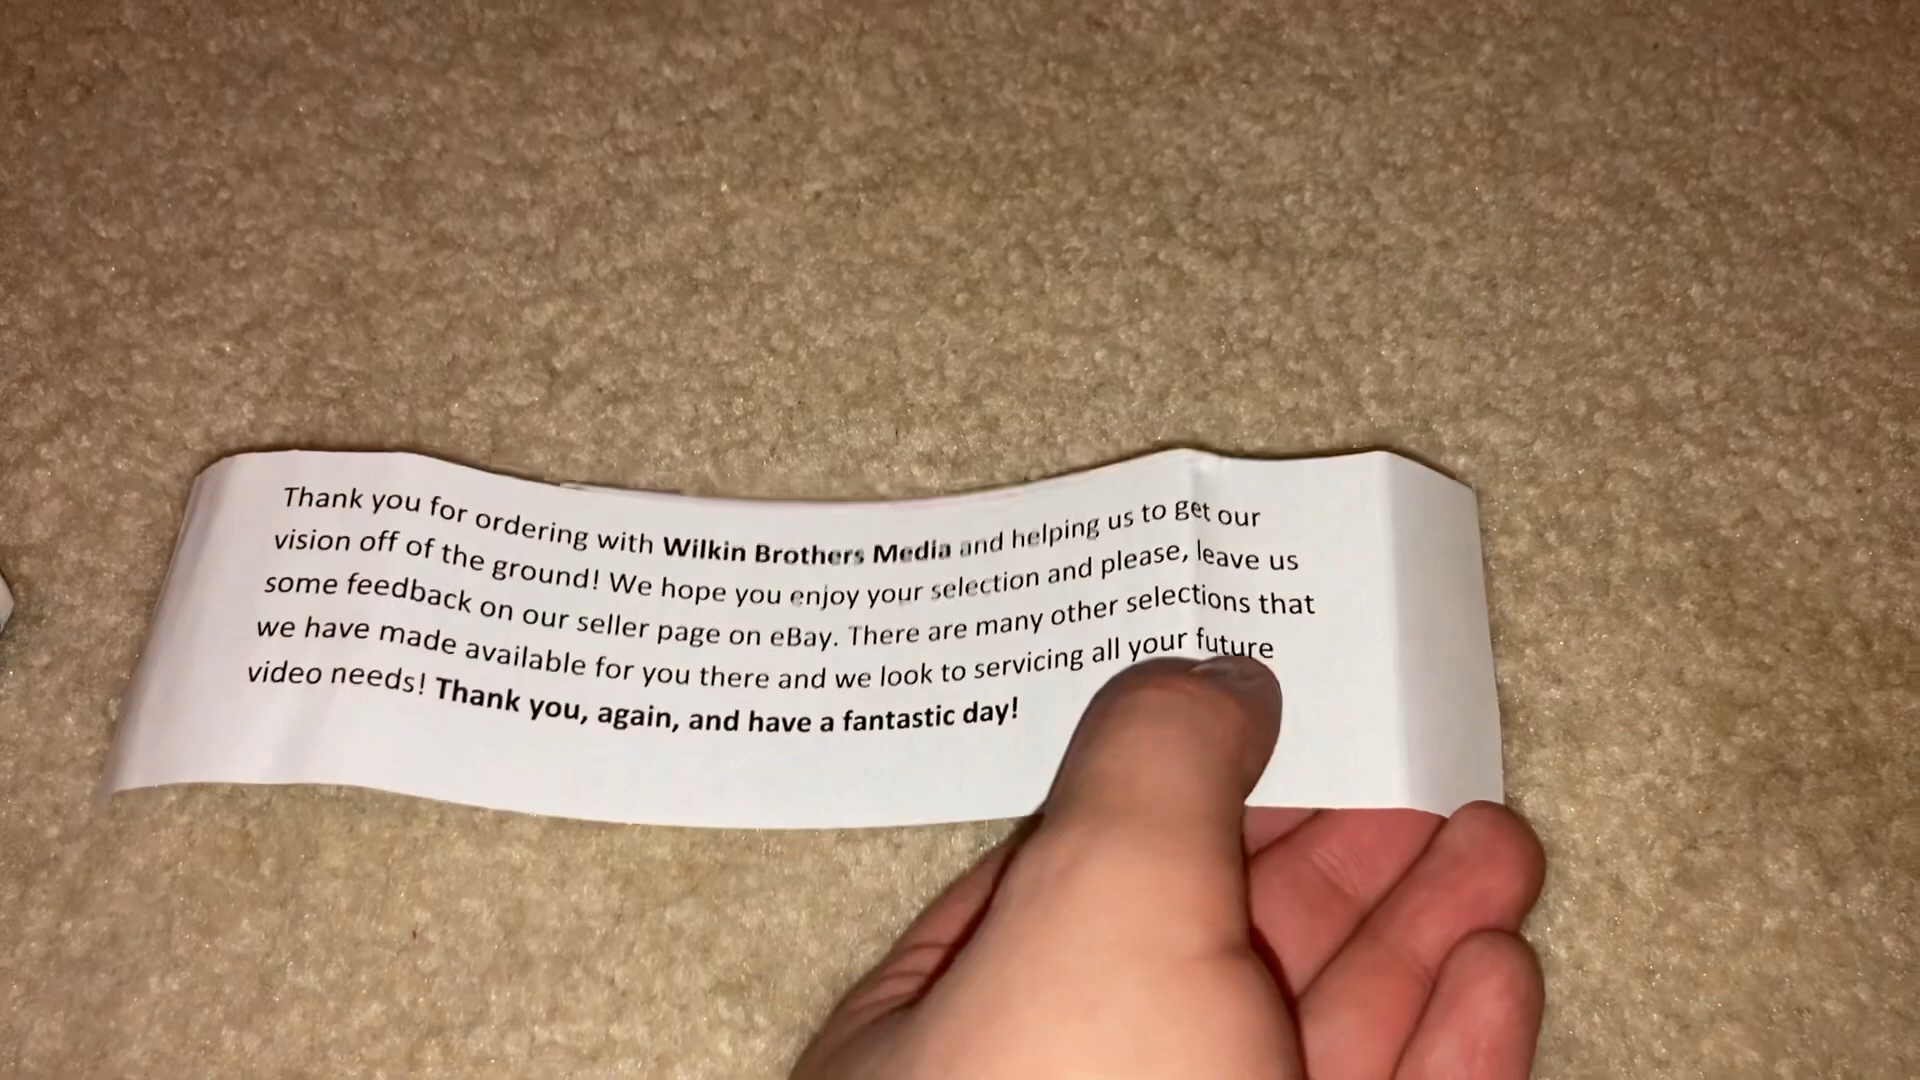 Thank you for ordering with Wilkin Brothers Media and helping us to get our
vision off of the ground! We hope you enjoy your selection and please, leave us
some feedback on our seller page on eBay. There are many other selections that
we have made available for you there and we look to servicing all your future
video needs! Thank you, again, and have a fantastic day!